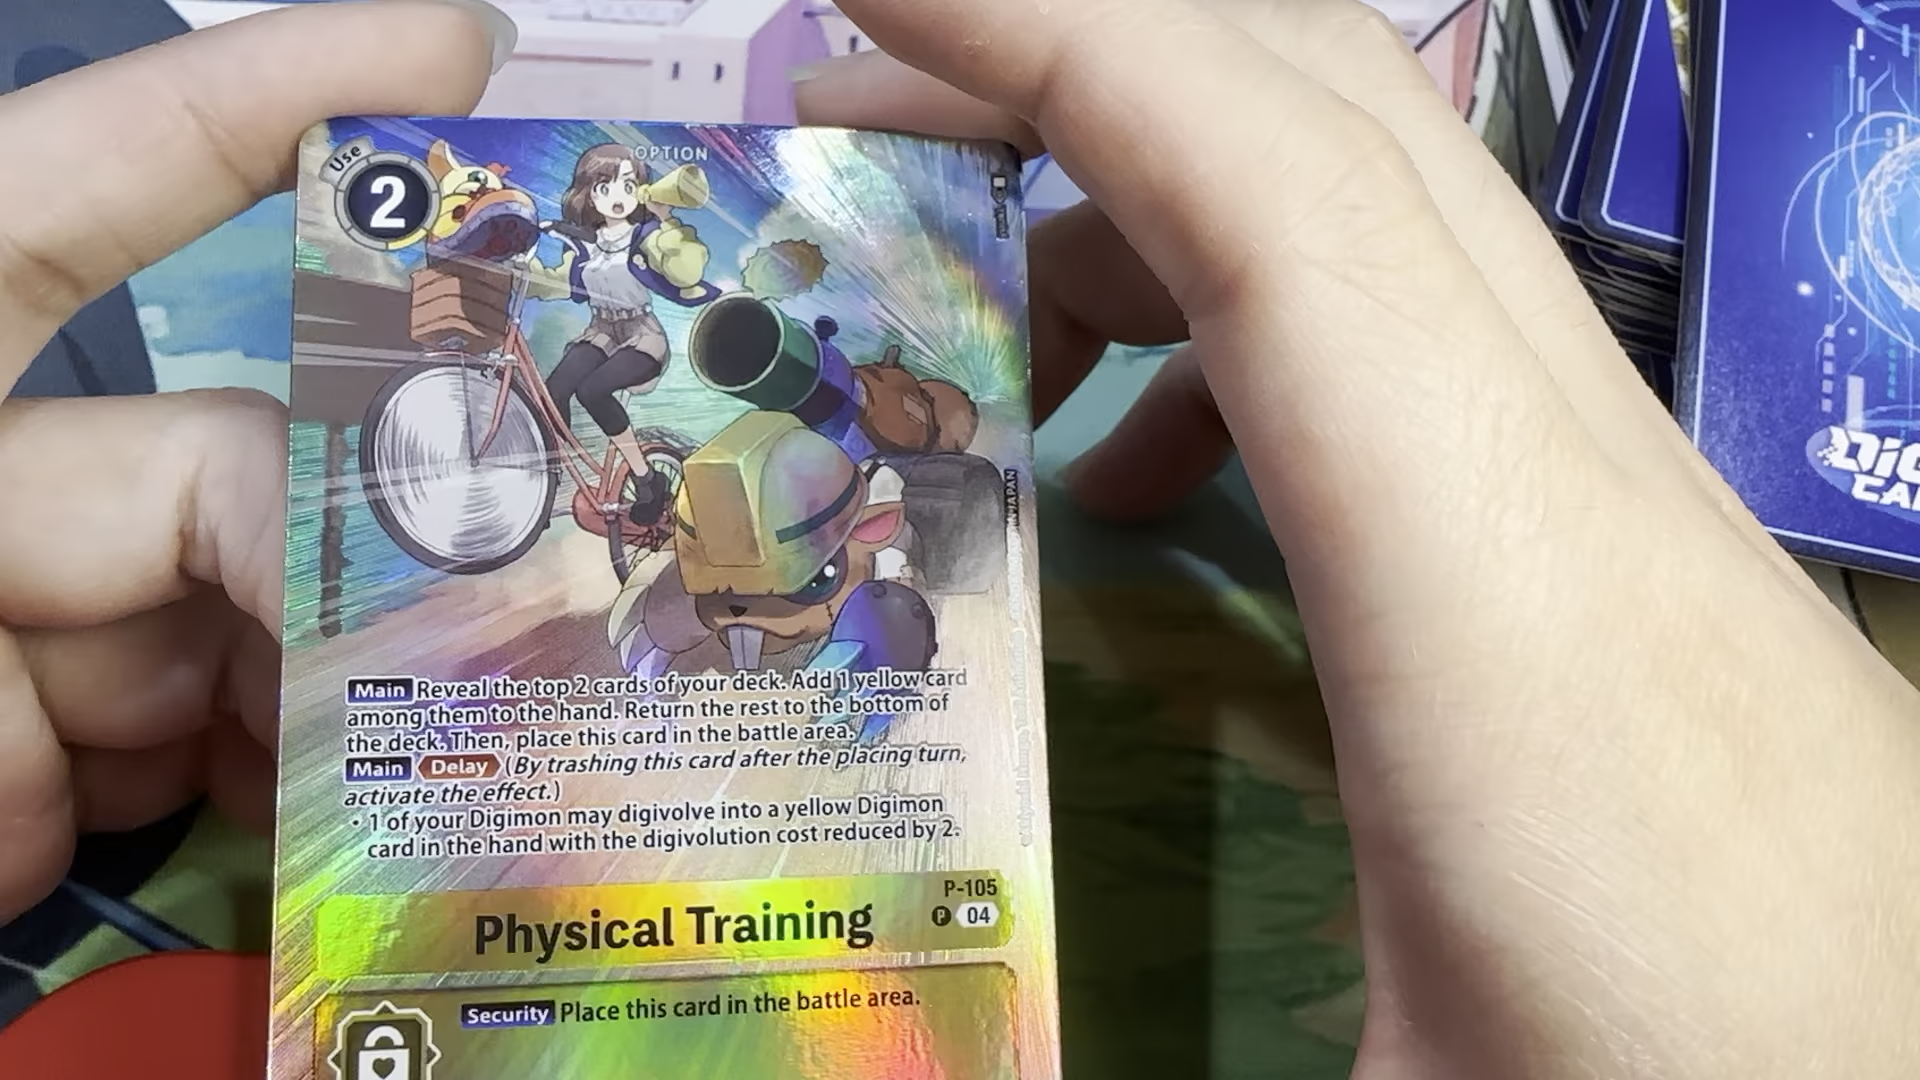 Use
2
OPTION
Main Reveal the top 2 cards of your deck. Add 1 yellow card
among them to the hand. Return the rest to the bottom of
the deck. Then, place this card in the battle area.
Main Delay (By trashing this card after the placing turn,
activate the effect.)
・1 of your Digimon may digivolve into a yellow Digimon
card in the hand with the digivolution cost reduced by 2.
P-105
Physical Training
P 04
Security Place this card in the battle area.
JAPAN